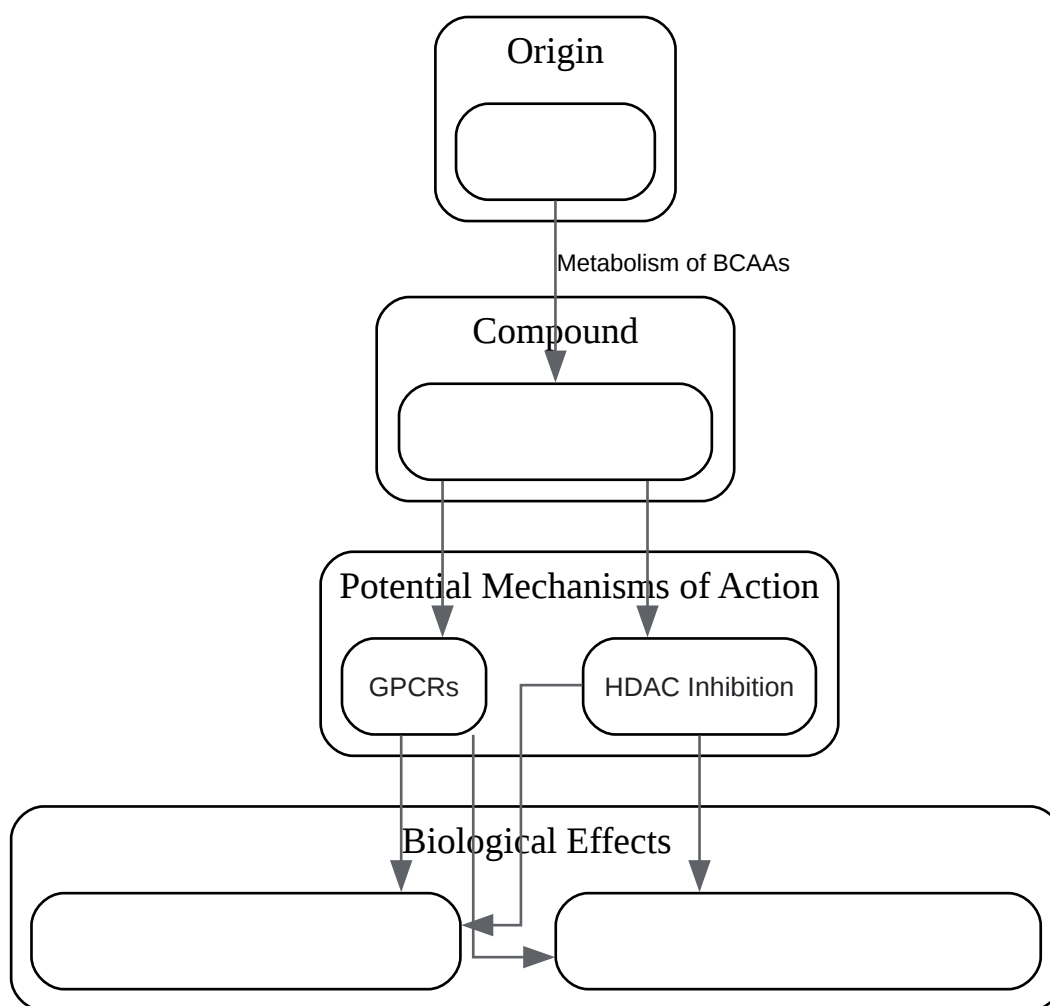 Origin
Metabolism of BCAAs
Compound
Potential Mechanisms of Action
GPCRs
HDAC Inhibition
Biological Effects